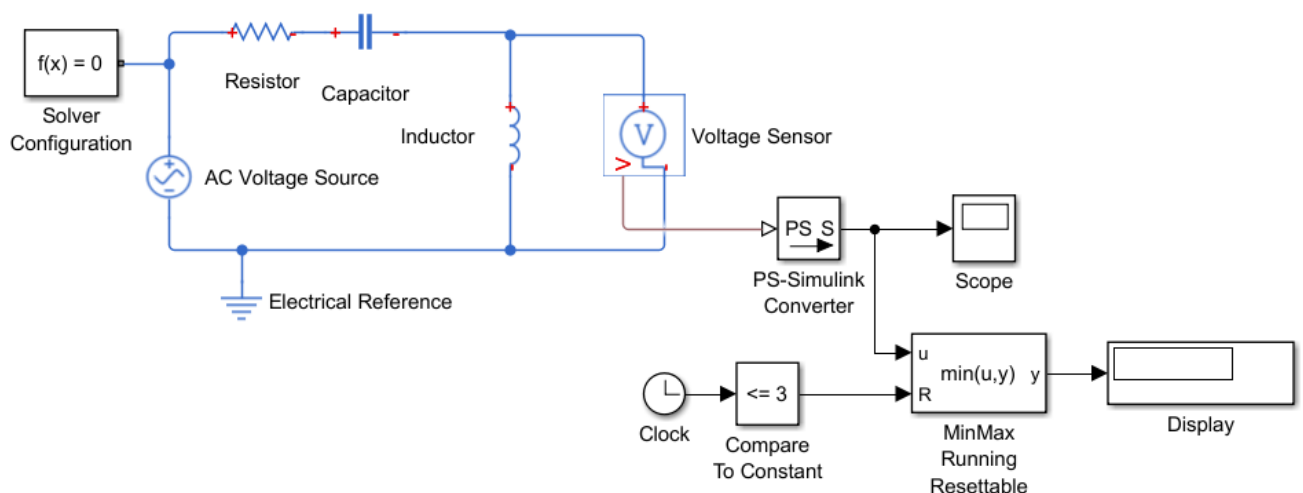 f(x) = 0
Solver
Configuration
+
-
Resistor
+
-
Capacitor
+
-
Inductor
+
-
V
V
Voltage Sensor
+
-
AC Voltage Source
Electrical Reference
PS S
PS-Simulink
Converter
Scope
Clock
<= 3
Compare
To Constant
u
R
min(u,y)
y
MinMax
Running
Resettable
Display